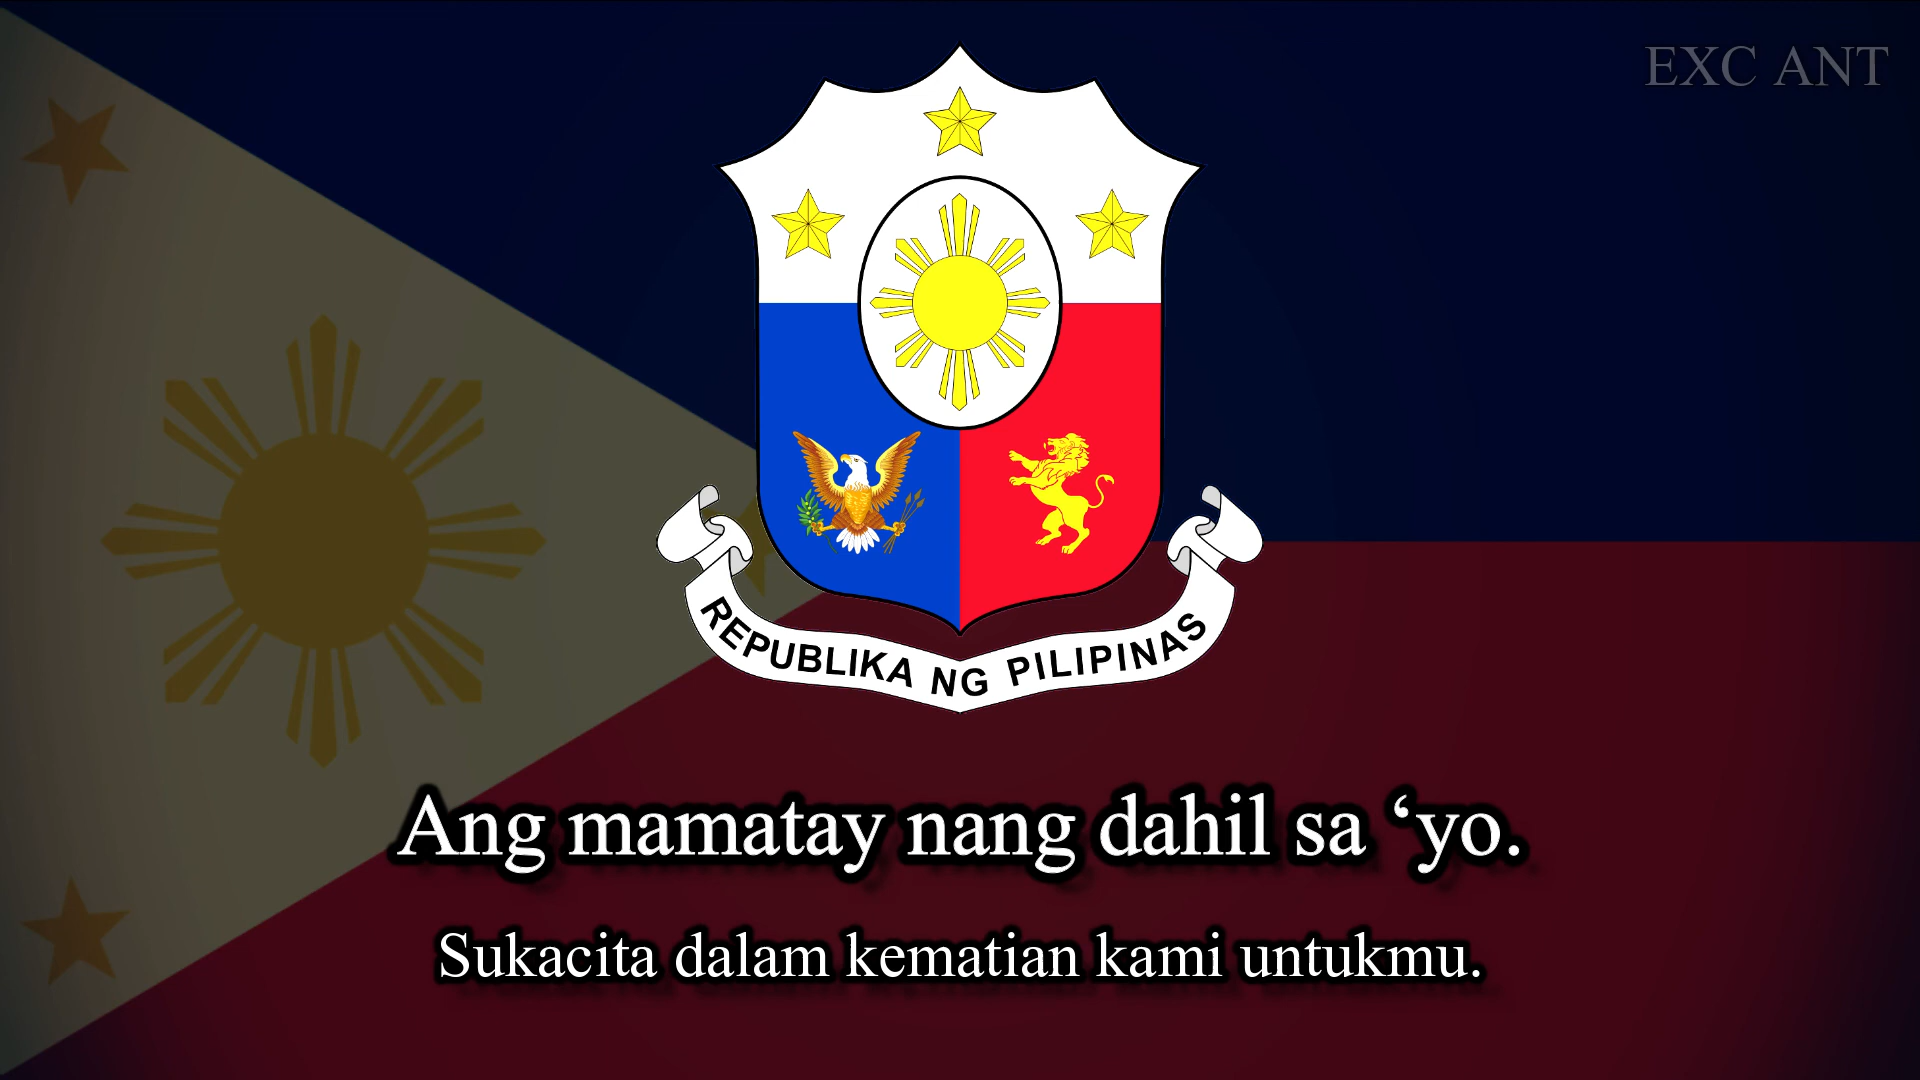 EXC ANT
REPUBLIKA NG PILIPINAS
Ang mamatay nang dahil sa ‘yo.
Sukacita dalam kematian kami untukmu.